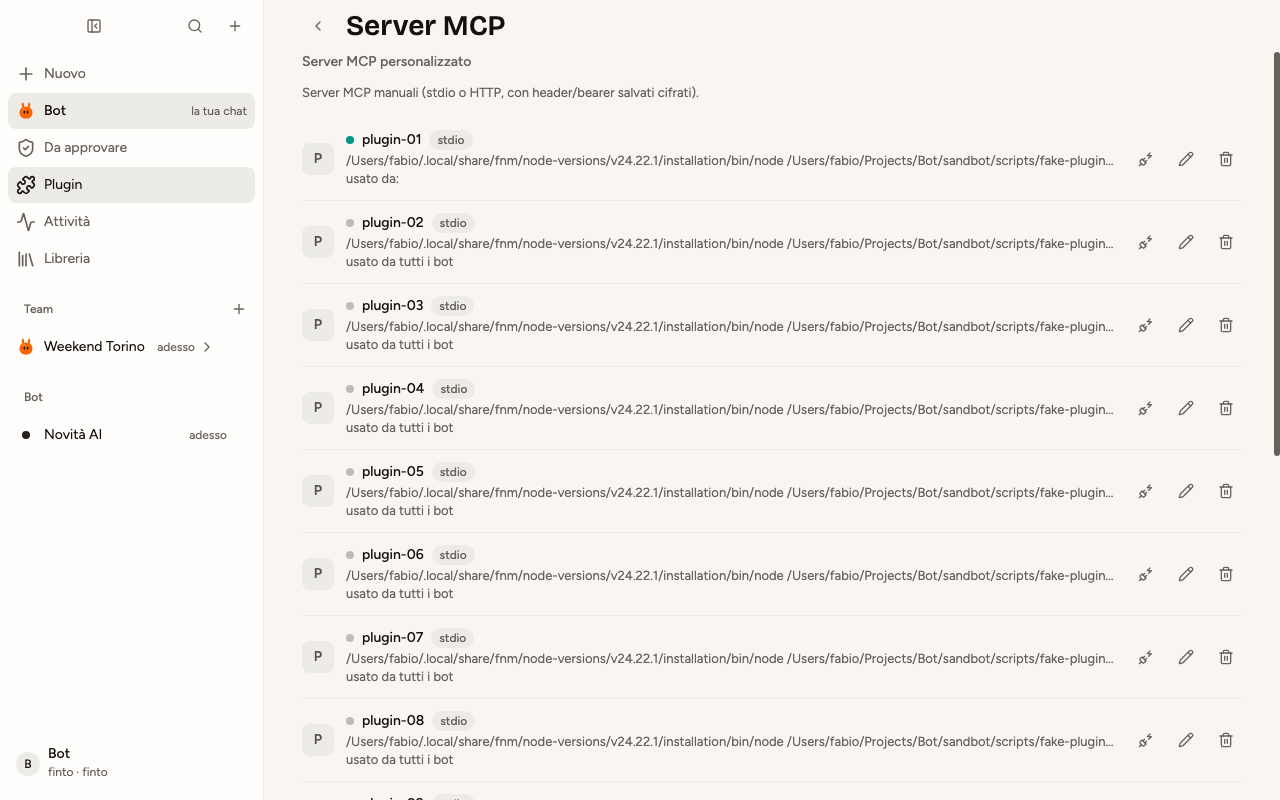 Server MCP
Server MCP personalizzato
Server MCP manuali (stdio o HTTP, con header/bearer salvati cifrati).
Nuovo
Bot la tua chat
Da approvare
Plugin
Attività
Libreria
Team
Weekend Torino adesso
Bot
Novità AI adesso
B
Bot
finto · finto
P
plugin-01 stdio
/Users/fabio/.local/share/fnm/node-versions/v24.22.1/installation/bin/node /Users/fabio/Projects/Bot/sandbot/scripts/fake-plugin...
usato da:
P
plugin-02 stdio
/Users/fabio/.local/share/fnm/node-versions/v24.22.1/installation/bin/node /Users/fabio/Projects/Bot/sandbot/scripts/fake-plugin...
usato da tutti i bot
P
plugin-03 stdio
/Users/fabio/.local/share/fnm/node-versions/v24.22.1/installation/bin/node /Users/fabio/Projects/Bot/sandbot/scripts/fake-plugin...
usato da tutti i bot
P
plugin-04 stdio
/Users/fabio/.local/share/fnm/node-versions/v24.22.1/installation/bin/node /Users/fabio/Projects/Bot/sandbot/scripts/fake-plugin...
usato da tutti i bot
P
plugin-05 stdio
/Users/fabio/.local/share/fnm/node-versions/v24.22.1/installation/bin/node /Users/fabio/Projects/Bot/sandbot/scripts/fake-plugin...
usato da tutti i bot
P
plugin-06 stdio
/Users/fabio/.local/share/fnm/node-versions/v24.22.1/installation/bin/node /Users/fabio/Projects/Bot/sandbot/scripts/fake-plugin...
usato da tutti i bot
P
plugin-07 stdio
/Users/fabio/.local/share/fnm/node-versions/v24.22.1/installation/bin/node /Users/fabio/Projects/Bot/sandbot/scripts/fake-plugin...
usato da tutti i bot
P
plugin-08 stdio
/Users/fabio/.local/share/fnm/node-versions/v24.22.1/installation/bin/node /Users/fabio/Projects/Bot/sandbot/scripts/fake-plugin...
usato da tutti i bot